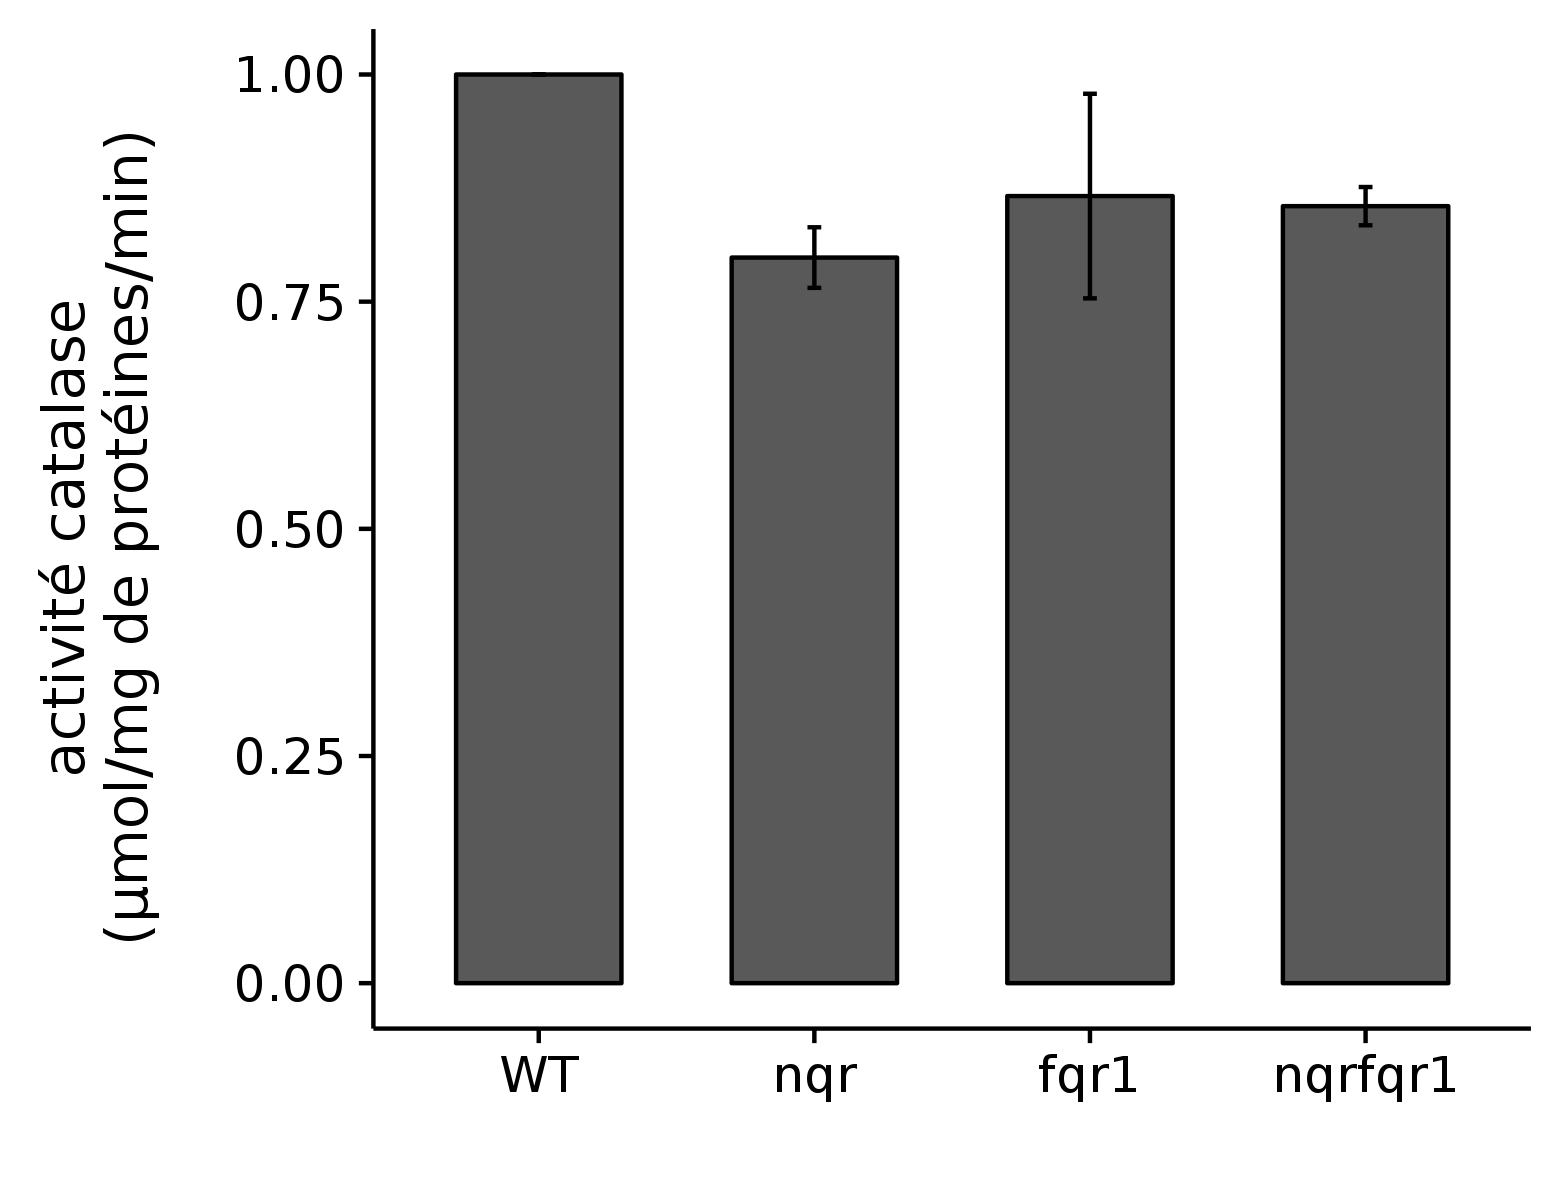 activité catalase
(µmol/mg de protéines/min)
1.00
0.75
0.50
0.25
0.00
WT nqr fqr1 nqrfqr1